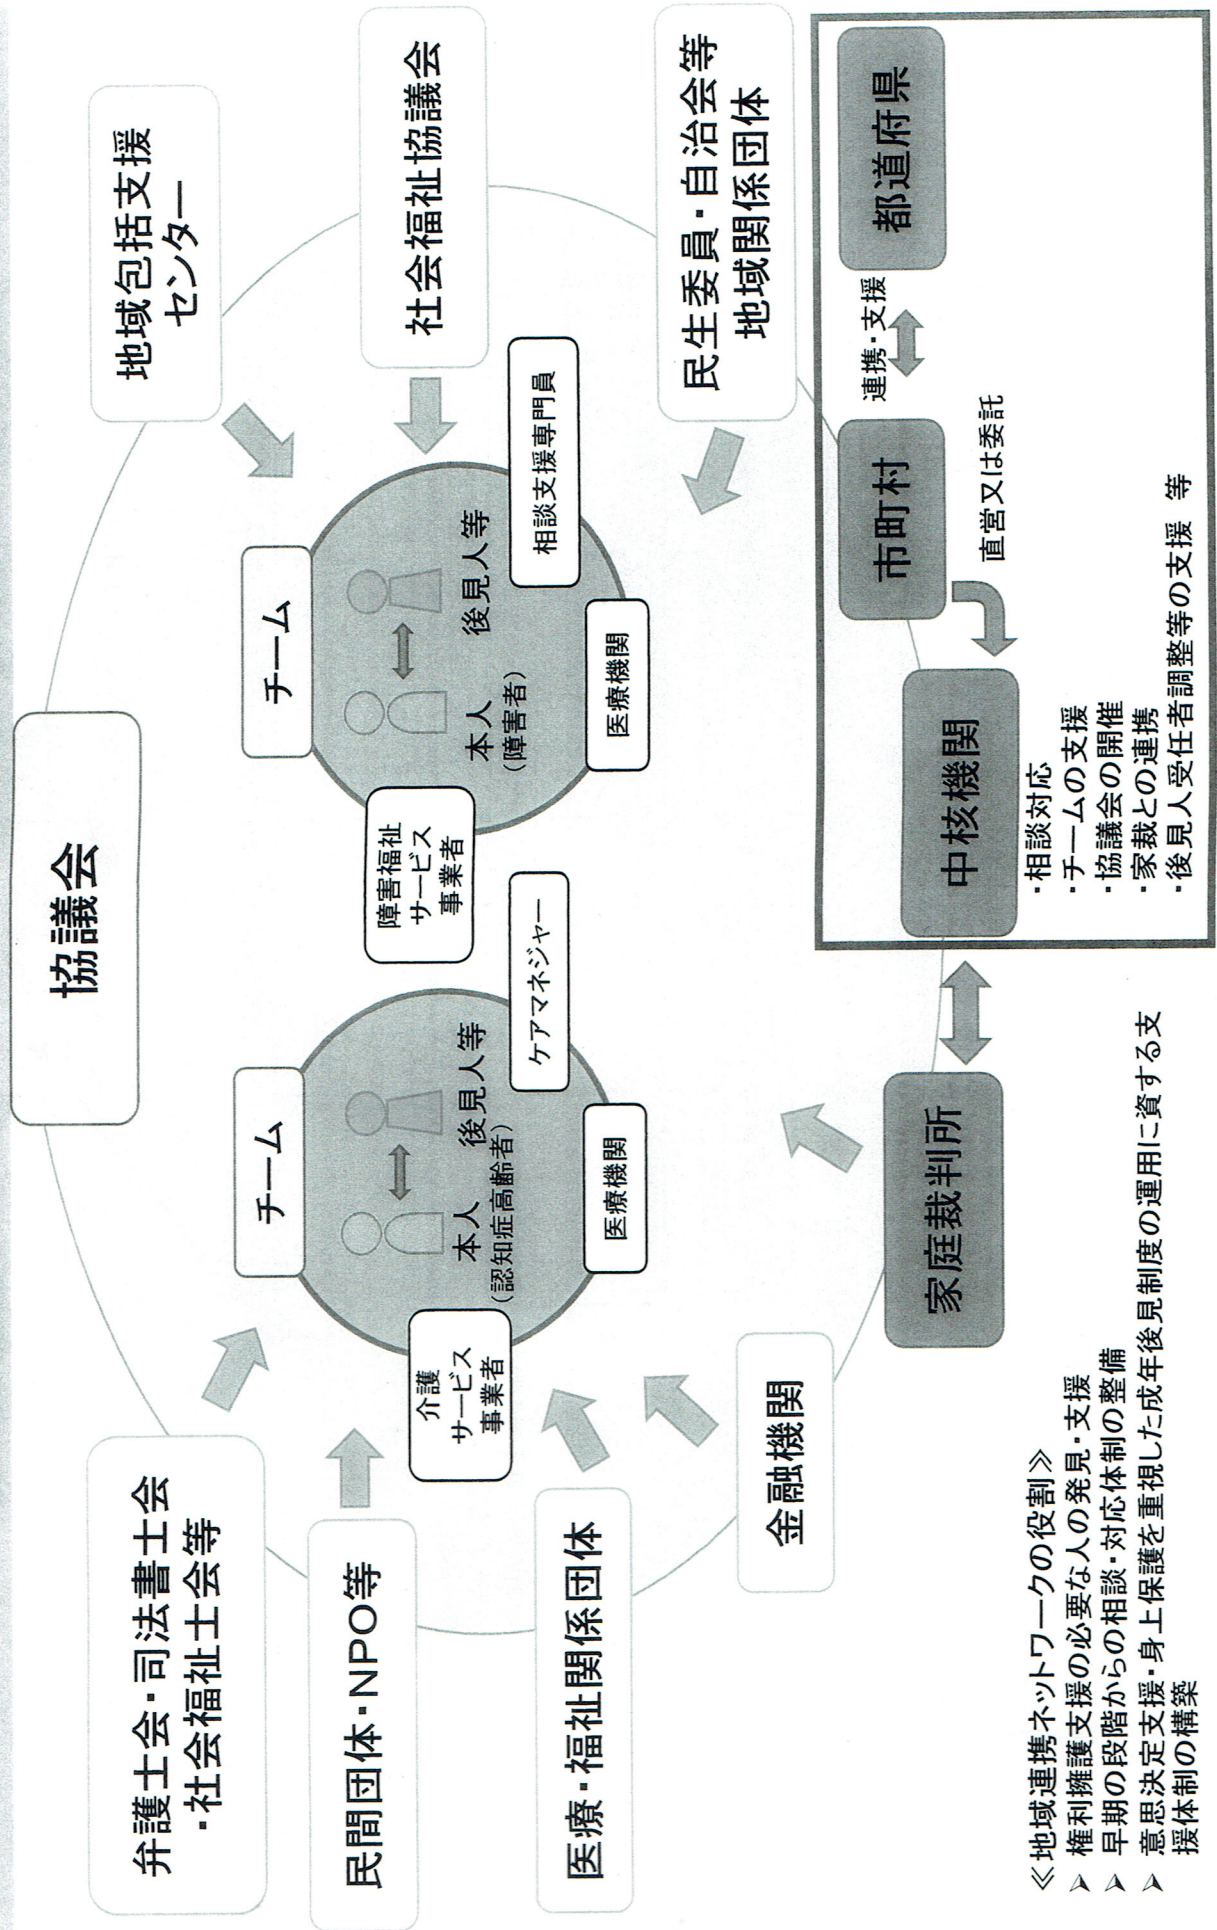 協議会
弁護士会・司法書士会
・社会福祉士会等
民間団体・NPO等
医療・福祉関係団体
金融機関
地域包括支援
センター
社会福祉協議会
民生委員・自治会等
地域関係団体
チーム
本人
(認知症高齢者)
後見人等
介護
サービス
事業者
ケアマネジャー
医療機関
チーム
本人
(障害者)
後見人等
障害福祉
サービス
事業者
相談支援専門員
医療機関
家庭裁判所
中核機関
市町村
都道府県
連携・支援
直営又は委託
・相談対応
・チームの支援
・協議会の開催
・家裁との連携
・後見人受任者調整等の支援 等
≪地域連携ネットワークの役割≫
➢ 権利擁護支援の必要な人の発見・支援
➢ 早期の段階からの相談・対応体制の整備
➢ 意思決定支援・身上保護を重視した成年後見制度の運用に資する支
援体制の構築